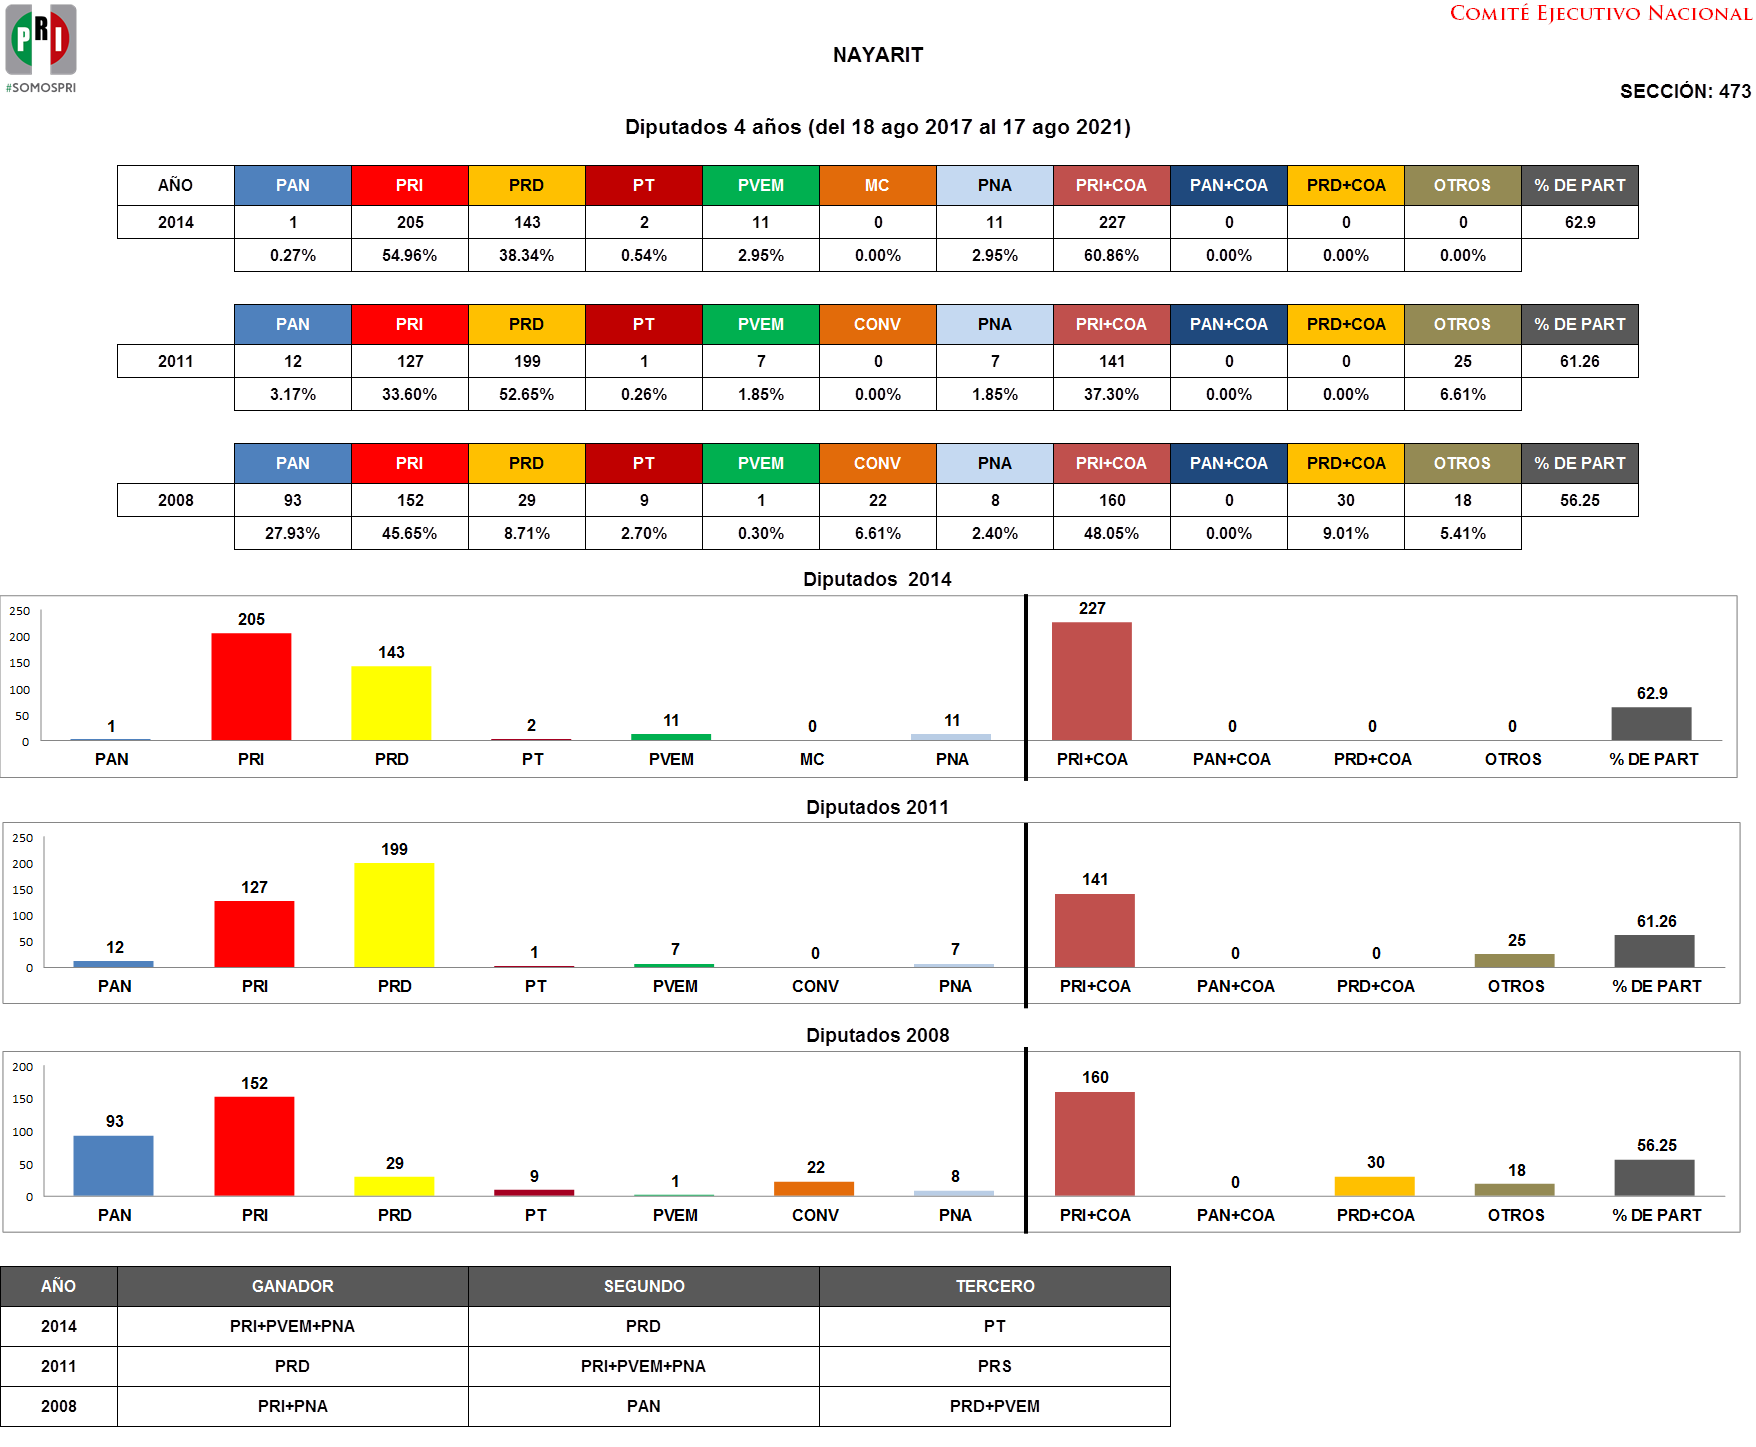 PRI
#SOMOSPRI
COMITÉ EJECUTIVO NACIONAL
NAYARIT
SECCIÓN: 473
Diputados 4 años (del 18 ago 2017 al 17 ago 2021)
AÑO PAN PRI PRD PT PVEM MC PNA PRI+COA PAN+COA PRD+COA OTROS % DE PART
2014 1 205 143 2 11 0 11 227 0 0 0 62.9
0.27% 54.96% 38.34% 0.54% 2.95% 0.00% 2.95% 60.86% 0.00% 0.00% 0.00%
PAN PRI PRD PT PVEM CONV PNA PRI+COA PAN+COA PRD+COA OTROS % DE PART
2011 12 127 199 1 7 0 7 141 0 0 25 61.26
3.17% 33.60% 52.65% 0.26% 1.85% 0.00% 1.85% 37.30% 0.00% 0.00% 6.61%
PAN PRI PRD PT PVEM CONV PNA PRI+COA PAN+COA PRD+COA OTROS % DE PART
2008 93 152 29 9 1 22 8 160 0 30 18 56.25
27.93% 45.65% 8.71% 2.70% 0.30% 6.61% 2.40% 48.05% 0.00% 9.01% 5.41%
Diputados 2014
250
200
150
100
50
0
1 205 143 2 11 0 11 227 0 0 0 62.9
PAN PRI PRD PT PVEM MC PNA PRI+COA PAN+COA PRD+COA OTROS % DE PART
Diputados 2011
250
200
150
100
50
0
12 127 199 1 7 0 7 141 0 0 25 61.26
PAN PRI PRD PT PVEM CONV PNA PRI+COA PAN+COA PRD+COA OTROS % DE PART
Diputados 2008
200
150
100
50
0
93 152 29 9 1 22 8 160 0 30 18 56.25
PAN PRI PRD PT PVEM CONV PNA PRI+COA PAN+COA PRD+COA OTROS % DE PART
AÑO GANADOR SEGUNDO TERCERO
2014 PRI+PVEM+PNA PRD PT
2011 PRD PRI+PVEM+PNA PRS
2008 PRI+PNA PAN PRD+PVEM